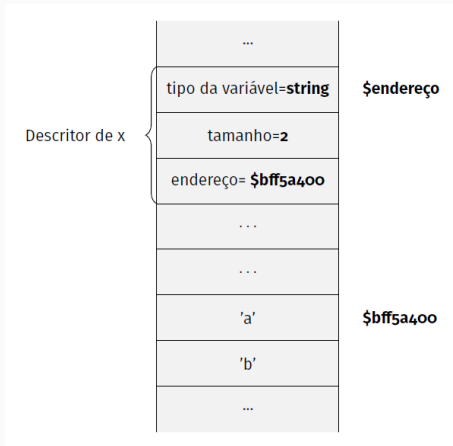 ...
tipo da variável=string $endereço
Descritor de x
tamanho=2
endereço= $bff5a400
. . .
. . .
'a' $bff5a400
'b'
...